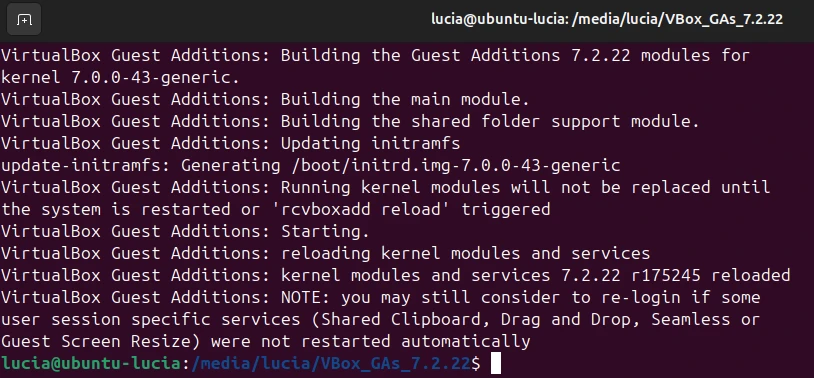 lucia@ubuntu-lucia: /media/lucia/VBox_GAs_7.2.22
VirtualBox Guest Additions: Building the Guest Additions 7.2.22 modules for
kernel 7.0.0-43-generic.
VirtualBox Guest Additions: Building the main module.
VirtualBox Guest Additions: Building the shared folder support module.
VirtualBox Guest Additions: Updating initramfs
update-initramfs: Generating /boot/initrd.img-7.0.0-43-generic
VirtualBox Guest Additions: Running kernel modules will not be replaced until
the system is restarted or 'rcvboxadd reload' triggered
VirtualBox Guest Additions: Starting.
VirtualBox Guest Additions: reloading kernel modules and services
VirtualBox Guest Additions: kernel modules and services 7.2.22 r175245 reloaded
VirtualBox Guest Additions: NOTE: you may still consider to re-login if some
user session specific services (Shared Clipboard, Drag and Drop, Seamless or
Guest Screen Resize) were not restarted automatically
lucia@ubuntu-lucia:/media/lucia/VBox_GAs_7.2.22$